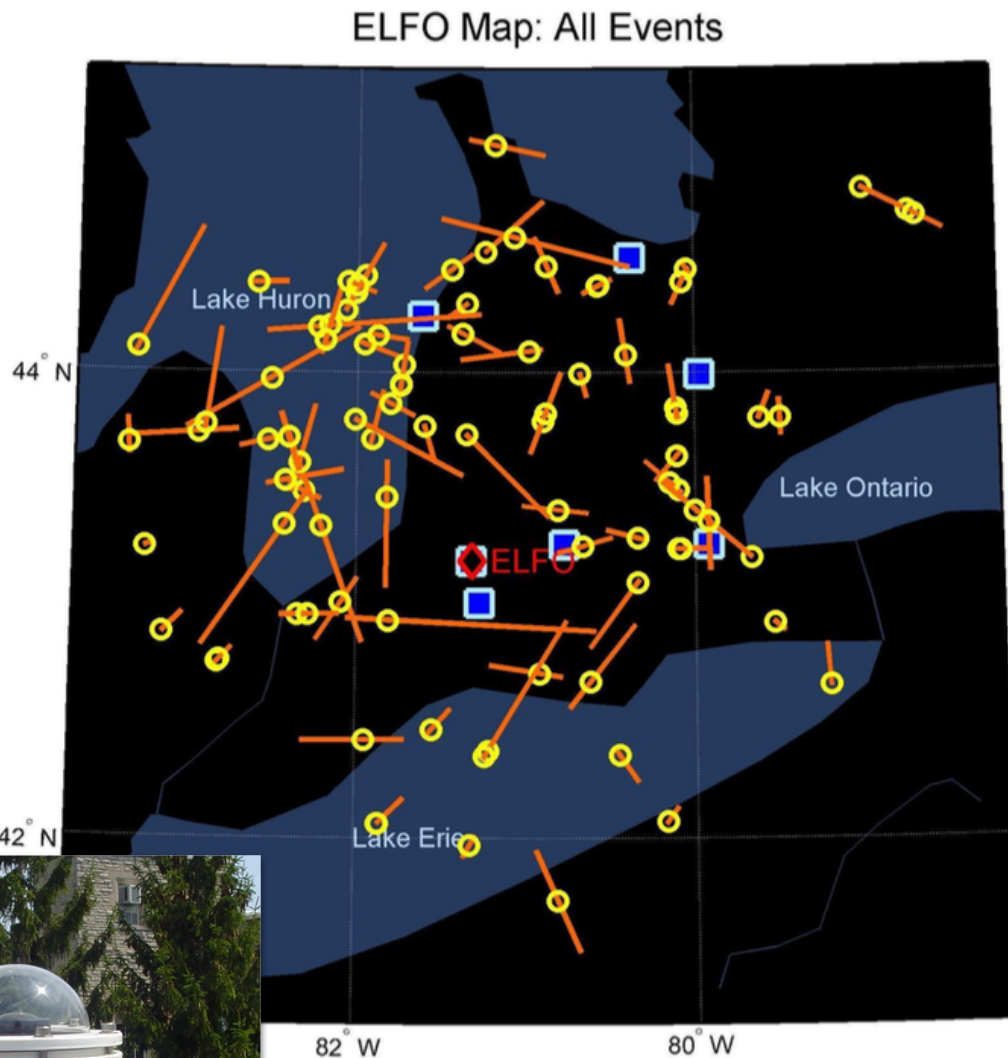 ELFO Map: All Events
Lake Huron
44° N
Lake Ontario
ELFO
42° N
Lake Erie
82° W
80° W